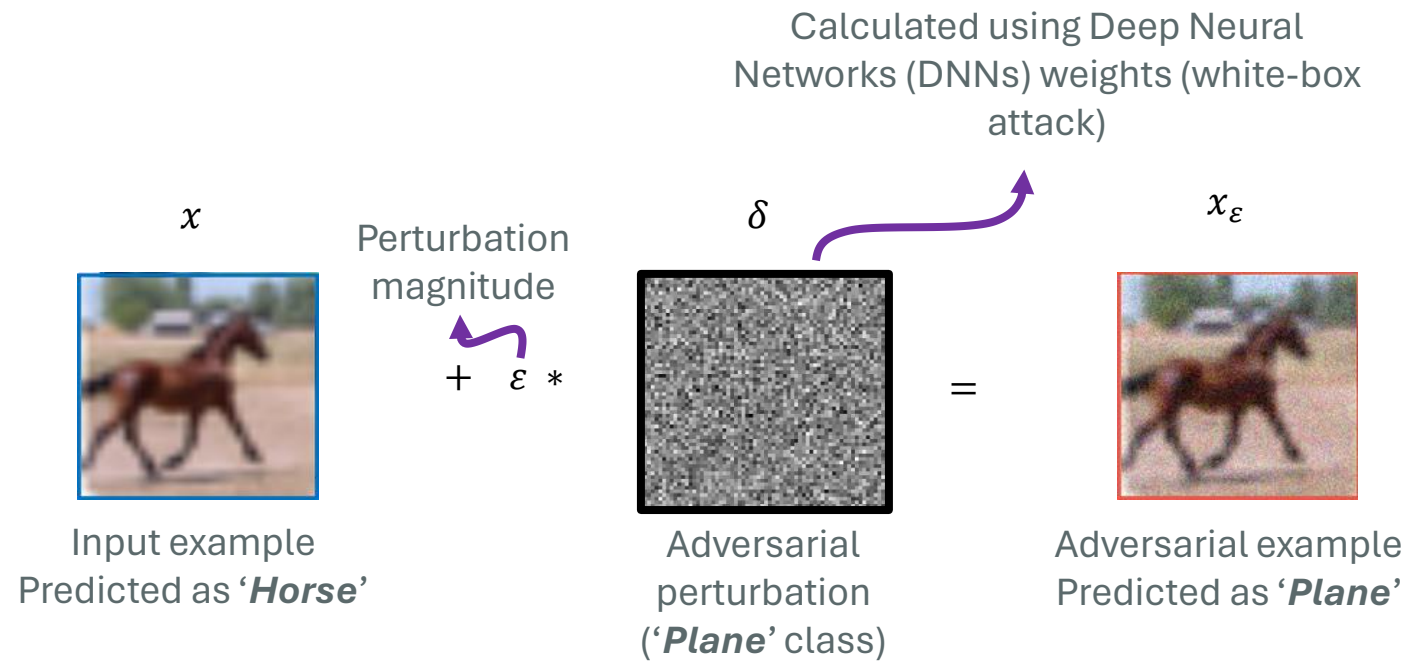 Calculated using Deep Neural
Networks (DNNs) weights (white-box
attack)
x
Perturbation
magnitude
δ
x_ε
+ ε *
=
Input example
Predicted as ‘Horse’
Adversarial
perturbation
(‘Plane’ class)
Adversarial example
Predicted as ‘Plane’